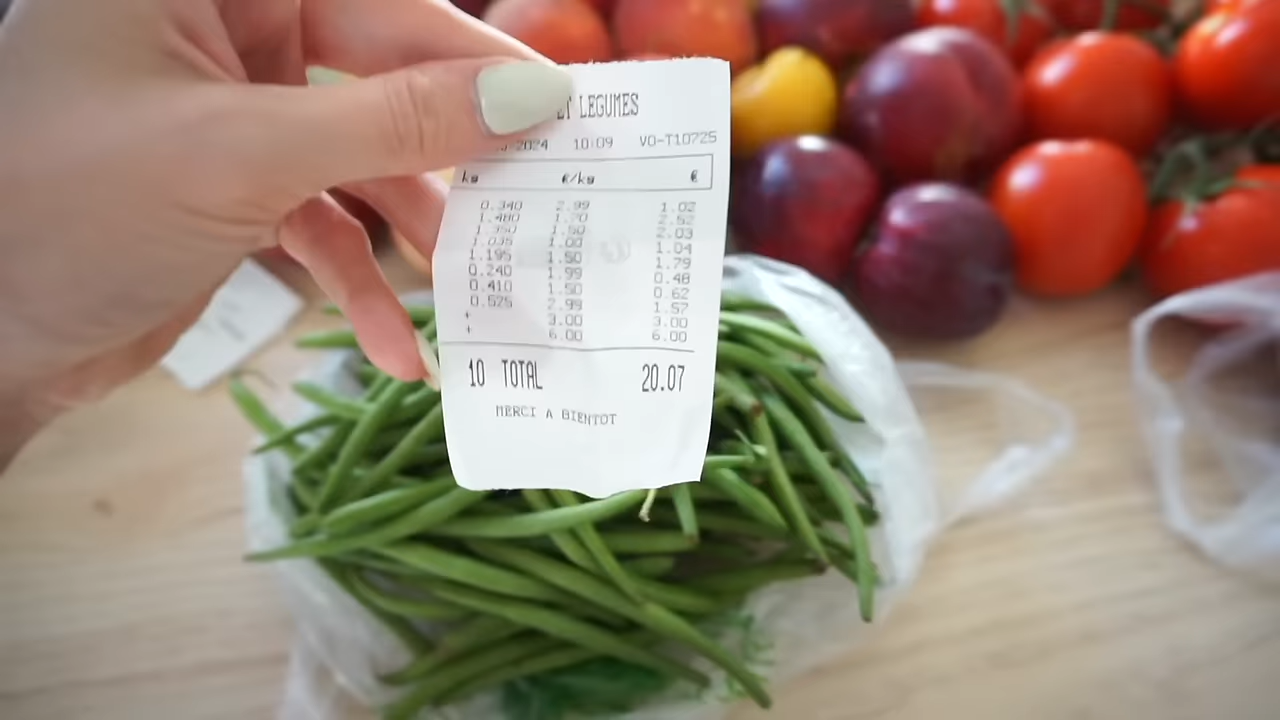 ET LEGUMES
2024 10:09 VO-T10725
kg €/kg €
0.340 2.99 1.02
1.480 1.70 2.52
1.350 1.50 2.03
1.035 1.00 1.04
1.195 1.50 1.79
0.240 1.99 0.48
0.410 1.50 0.62
0.525 2.99 1.57
+ 3.00 3.00
+ 6.00 6.00
10 TOTAL 20.07
MERCI A BIENTOT